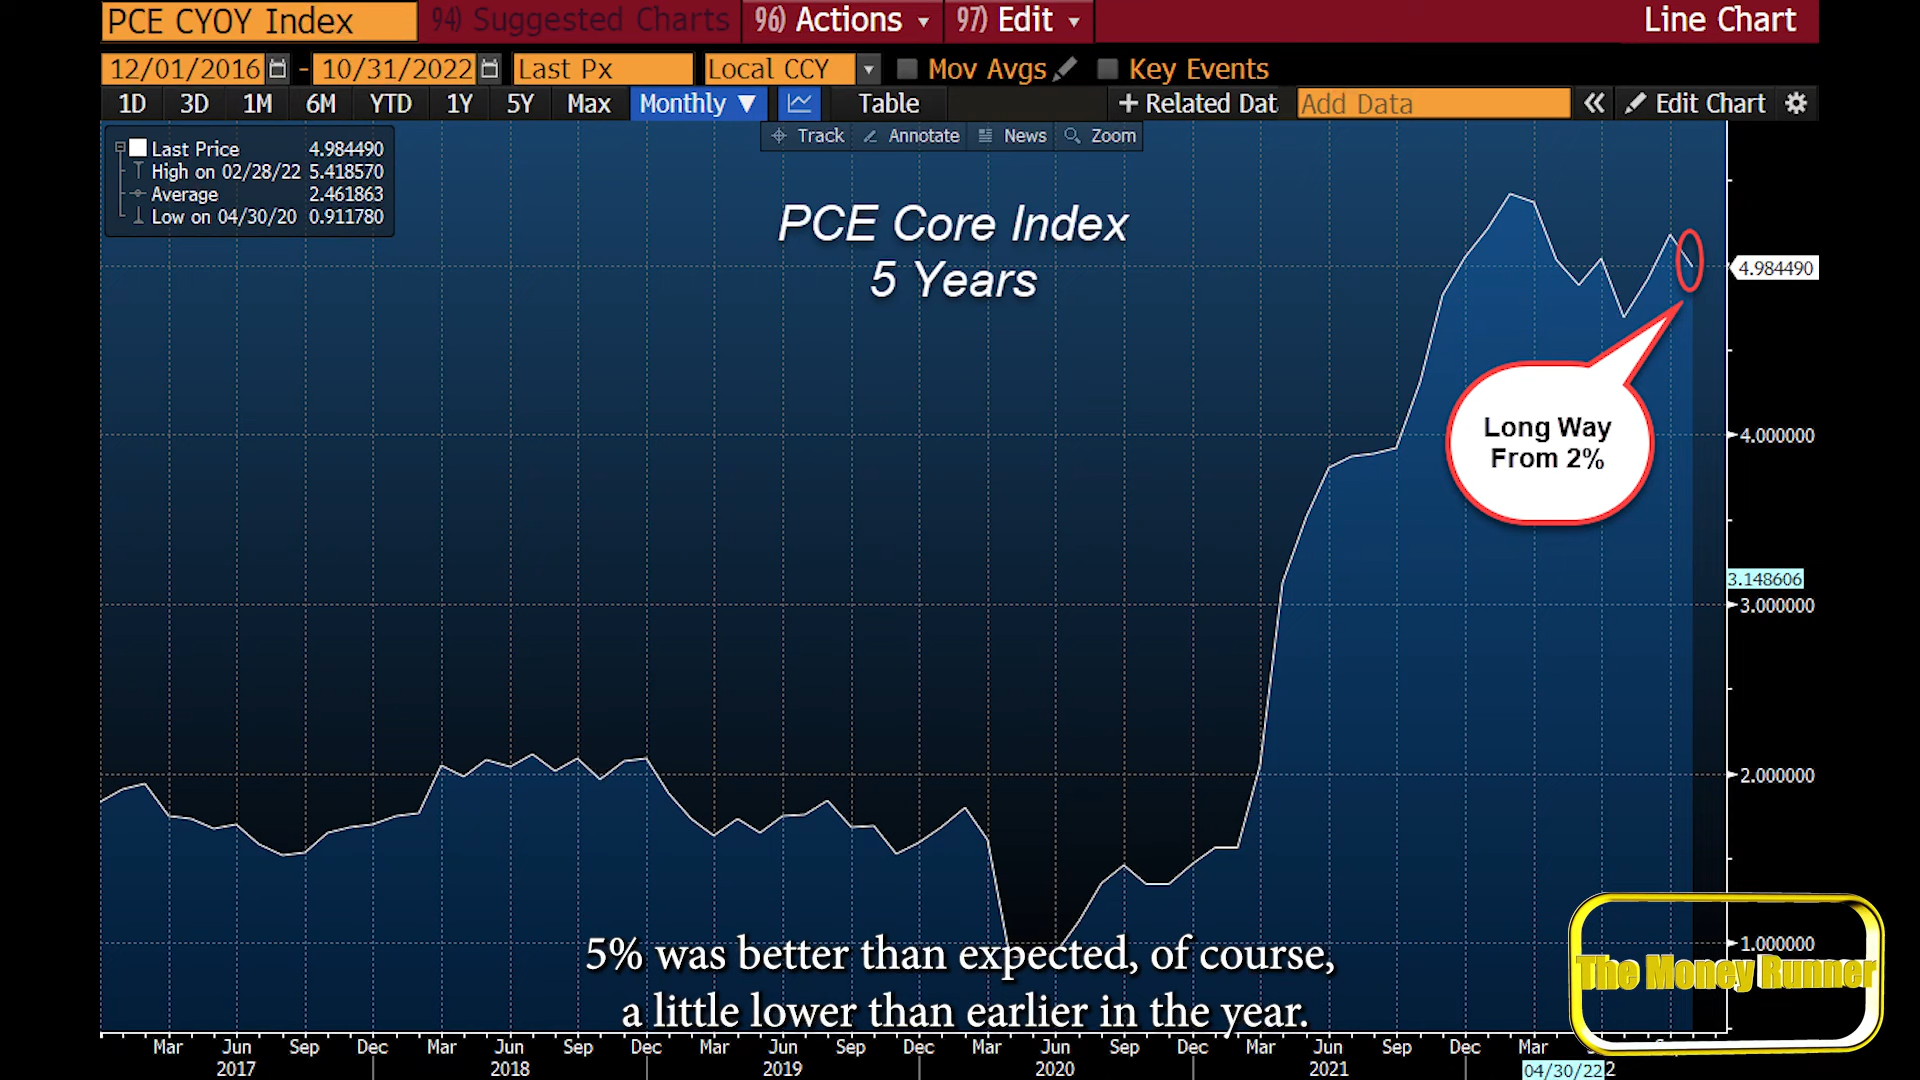 PCE CYOY Index 94) Suggested Charts 96) Actions 97) Edit Line Chart
12/01/2016 - 10/31/2022 Last Px Local CCY Mov Avgs Key Events
1D 3D 1M 6M YTD 1Y 5Y Max Monthly ▼ Table + Related Dat Add Data « Edit Chart
Track Annotate News Zoom
Last Price 4.984490
High on 02/28/22 5.418570
Average 2.461863
Low on 04/30/20 0.911780
PCE Core Index
5 Years
4.984490
Long Way
From 2%
4.000000
3.148606
3.000000
2.000000
1.000000
The Money Runner
5% was better than expected, of course,
a little lower than earlier in the year.
Mar Jun Sep Dec Mar Jun Sep Dec Mar Jun Sep Dec Mar Jun Sep Dec Mar Jun Sep Dec Mar
2017 2018 2019 2020 2021 04/30/22 2